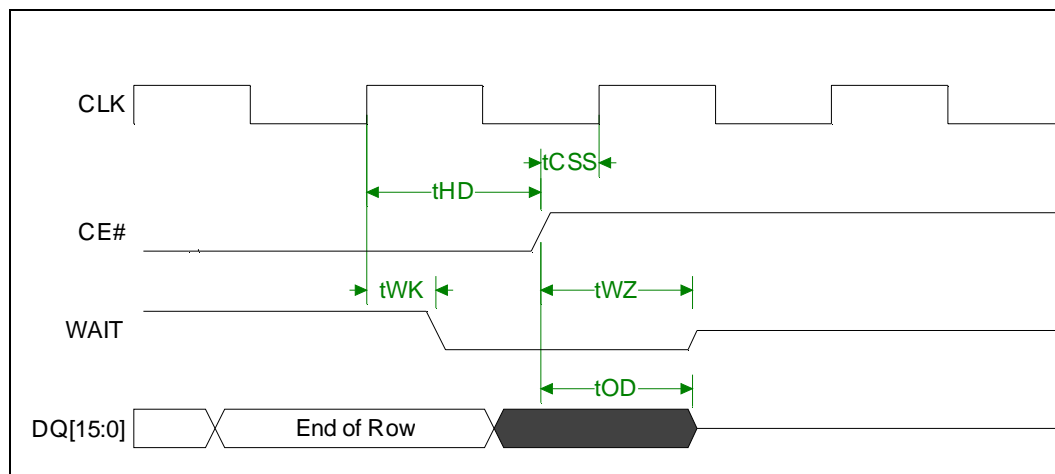 CLK
tCSS
tHD
CE#
tWK
tWZ
WAIT
tOD
DQ[15:0]
End of Row